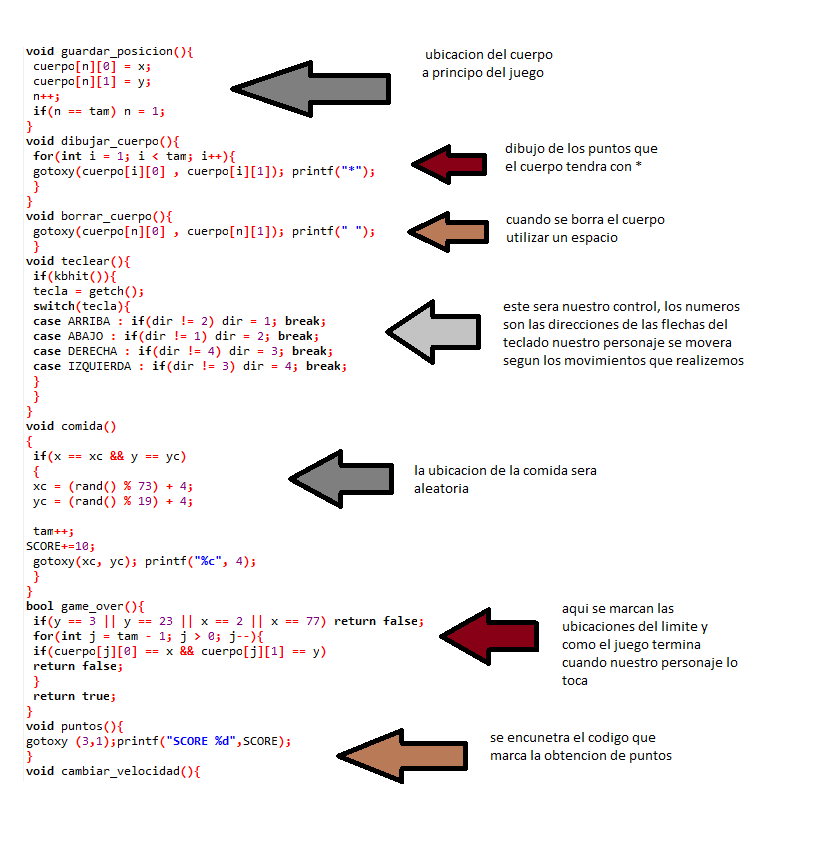 void guardar_posicion(){
cuerpo[n][0] = x;
cuerpo[n][1] = y;
n++;
if(n == tam) n = 1;
}
ubicacion del cuerpo
a principo del juego
void dibujar_cuerpo(){
for(int i = 1; i < tam; i++){
gotoxy(cuerpo[i][0] , cuerpo[i][1]); printf("*");
}
}
dibujo de los puntos que
el cuerpo tendra con *
void borrar_cuerpo(){
gotoxy(cuerpo[n][0] , cuerpo[n][1]); printf(" ");
}
cuando se borra el cuerpo
utilizar un espacio
void teclear(){
if(kbhit()){
tecla = getch();
switch(tecla){
case ARRIBA : if(dir != 2) dir = 1; break;
case ABAJO : if(dir != 1) dir = 2; break;
case DERECHA : if(dir != 4) dir = 3; break;
case IZQUIERDA : if(dir != 3) dir = 4; break;
}
}
}
este sera nuestro control, los numeros
son las direcciones de las flechas del
teclado nuestro personaje se movera
segun los movimientos que realizemos
void comida()
{
if(x == xc && y == yc)
{
xc = (rand() % 73) + 4;
yc = (rand() % 19) + 4;
tam++;
SCORE+=10;
gotoxy(xc, yc); printf("%c", 4);
}
}
la ubicacion de la comida sera
aleatoria
bool game_over(){
if(y == 3 || y == 23 || x == 2 || x == 77) return false;
for(int j = tam - 1; j > 0; j--){
if(cuerpo[j][0] == x && cuerpo[j][1] == y)
return false;
}
return true;
}
aqui se marcan las
ubicaciones del limite y
como el juego termina
cuando nuestro personaje lo
toca
void puntos(){
gotoxy (3,1);printf("SCORE %d",SCORE);
}
se encunetra el codigo que
marca la obtencion de puntos
void cambiar_velocidad(){